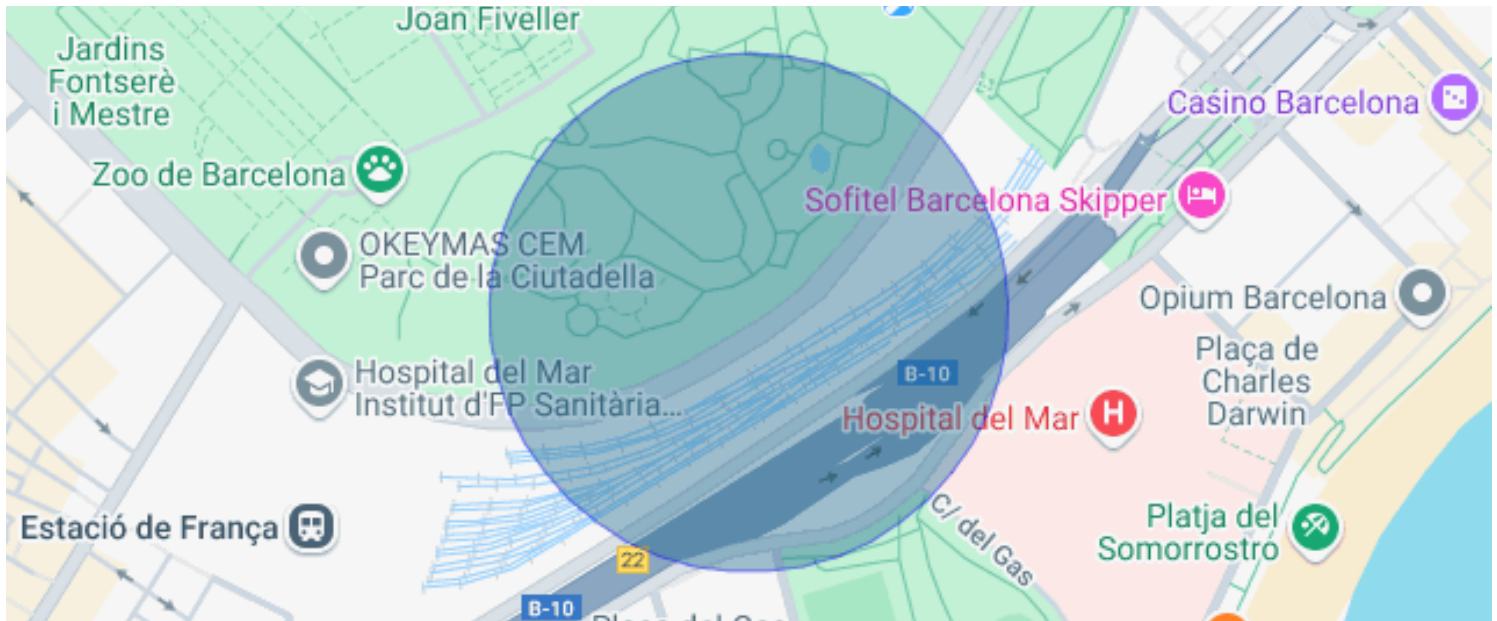 Joan Fiveller
Jardins
Fontserè
i Mestre
Casino Barcelona
Zoo de Barcelona
Sofitel Barcelona Skipper
OKEYMAS CEM
Parc de la Ciutadella
Opium Barcelona
Plaça de
Charles
Darwin
Hospital del Mar
Institut d'FP Sanitària...
B-10
Hospital del Mar
C/ del Gas
Platja del
Somorrostro
Estació de França
22
B-10